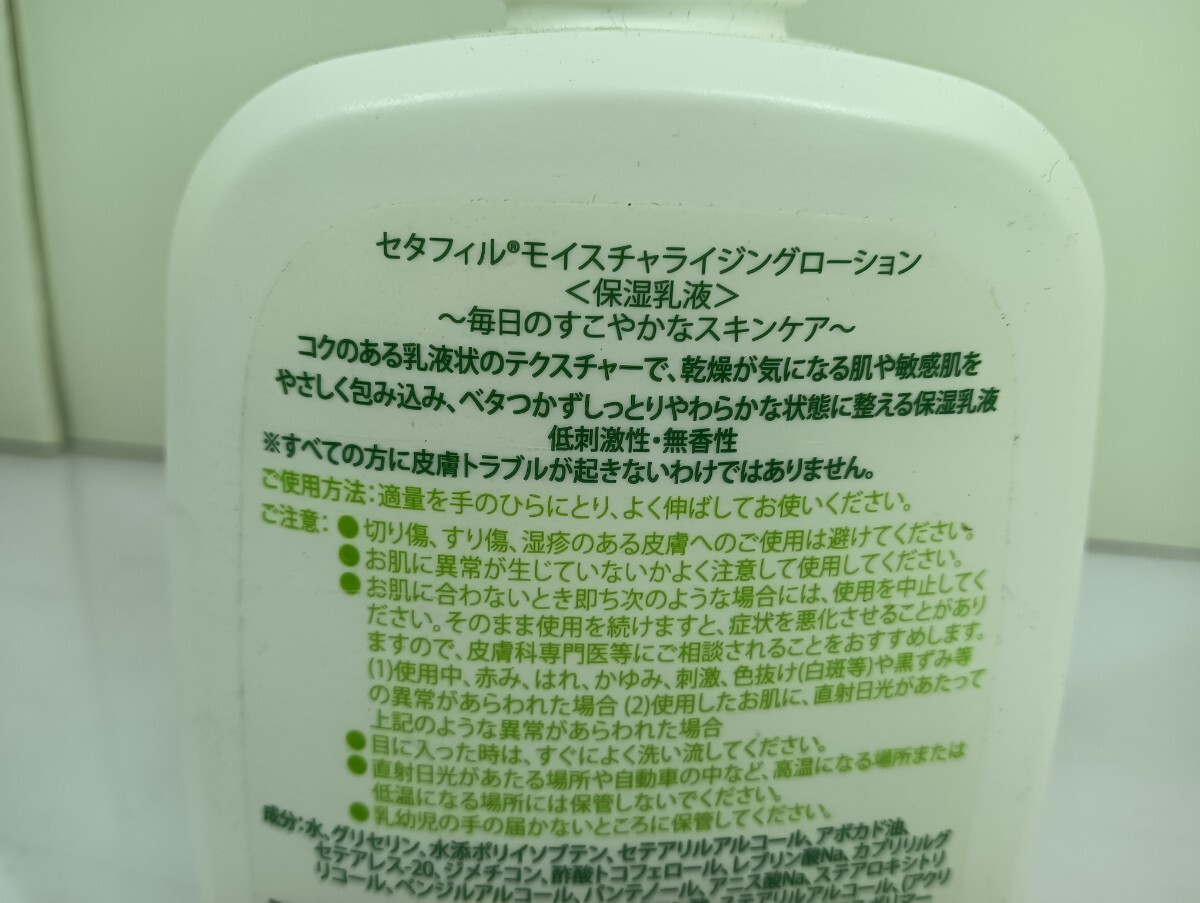 セタフィル®モイスチャライジングローション
＜保湿乳液＞
～毎日のすこやかなスキンケア～
コクのある乳液状のテクスチャーで、乾燥が気になる肌や敏感肌を
やさしく包み込み、ベタつかずしっとりやわらかな状態に整える保湿乳液
低刺激性・無香性
※すべての方に皮膚トラブルが起きないわけではありません。
ご使用方法：適量を手のひらにとり、よく伸ばしてお使いください。
ご注意：●切り傷、すり傷、湿疹のある皮膚へのご使用は避けてください。
●お肌に異常が生じていないかよく注意して使用してください。
●お肌に合わないとき即ち次のような場合には、使用を中止してく
ださい。そのまま使用を続けますと、症状を悪化させることがあり
ますので、皮膚科専門医等にご相談されることをおすすめします。
(1)使用中、赤み、はれ、かゆみ、刺激、色抜け(白斑等)や黒ずみ等
の異常があらわれた場合 (2)使用したお肌に、直射日光があたって
上記のような異常があらわれた場合
●目に入った時は、すぐによく洗い流してください。
●直射日光があたる場所や自動車の中など、高温になる場所または
低温になる場所には保管しないでください。
●乳幼児の手の届かないところに保管してください。
成分：水、グリセリン、水添ポリイソブテン、セテアリルアルコール、アボカド油、
セテアレス-20、ジメチコン、酢酸トコフェロール、レブリン酸Na、カプリリルグ
リコール、ベンジルアルコール、パンテノール、アニス酸Na、ステアロキシトリ
ステアリルアルコール、(アクリ